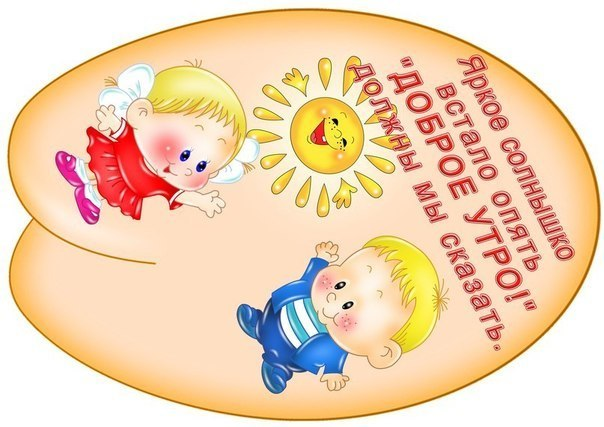 Яркое солнышко
встало опять
"ДОБРОЕ УТРО!"
должны мы сказать.